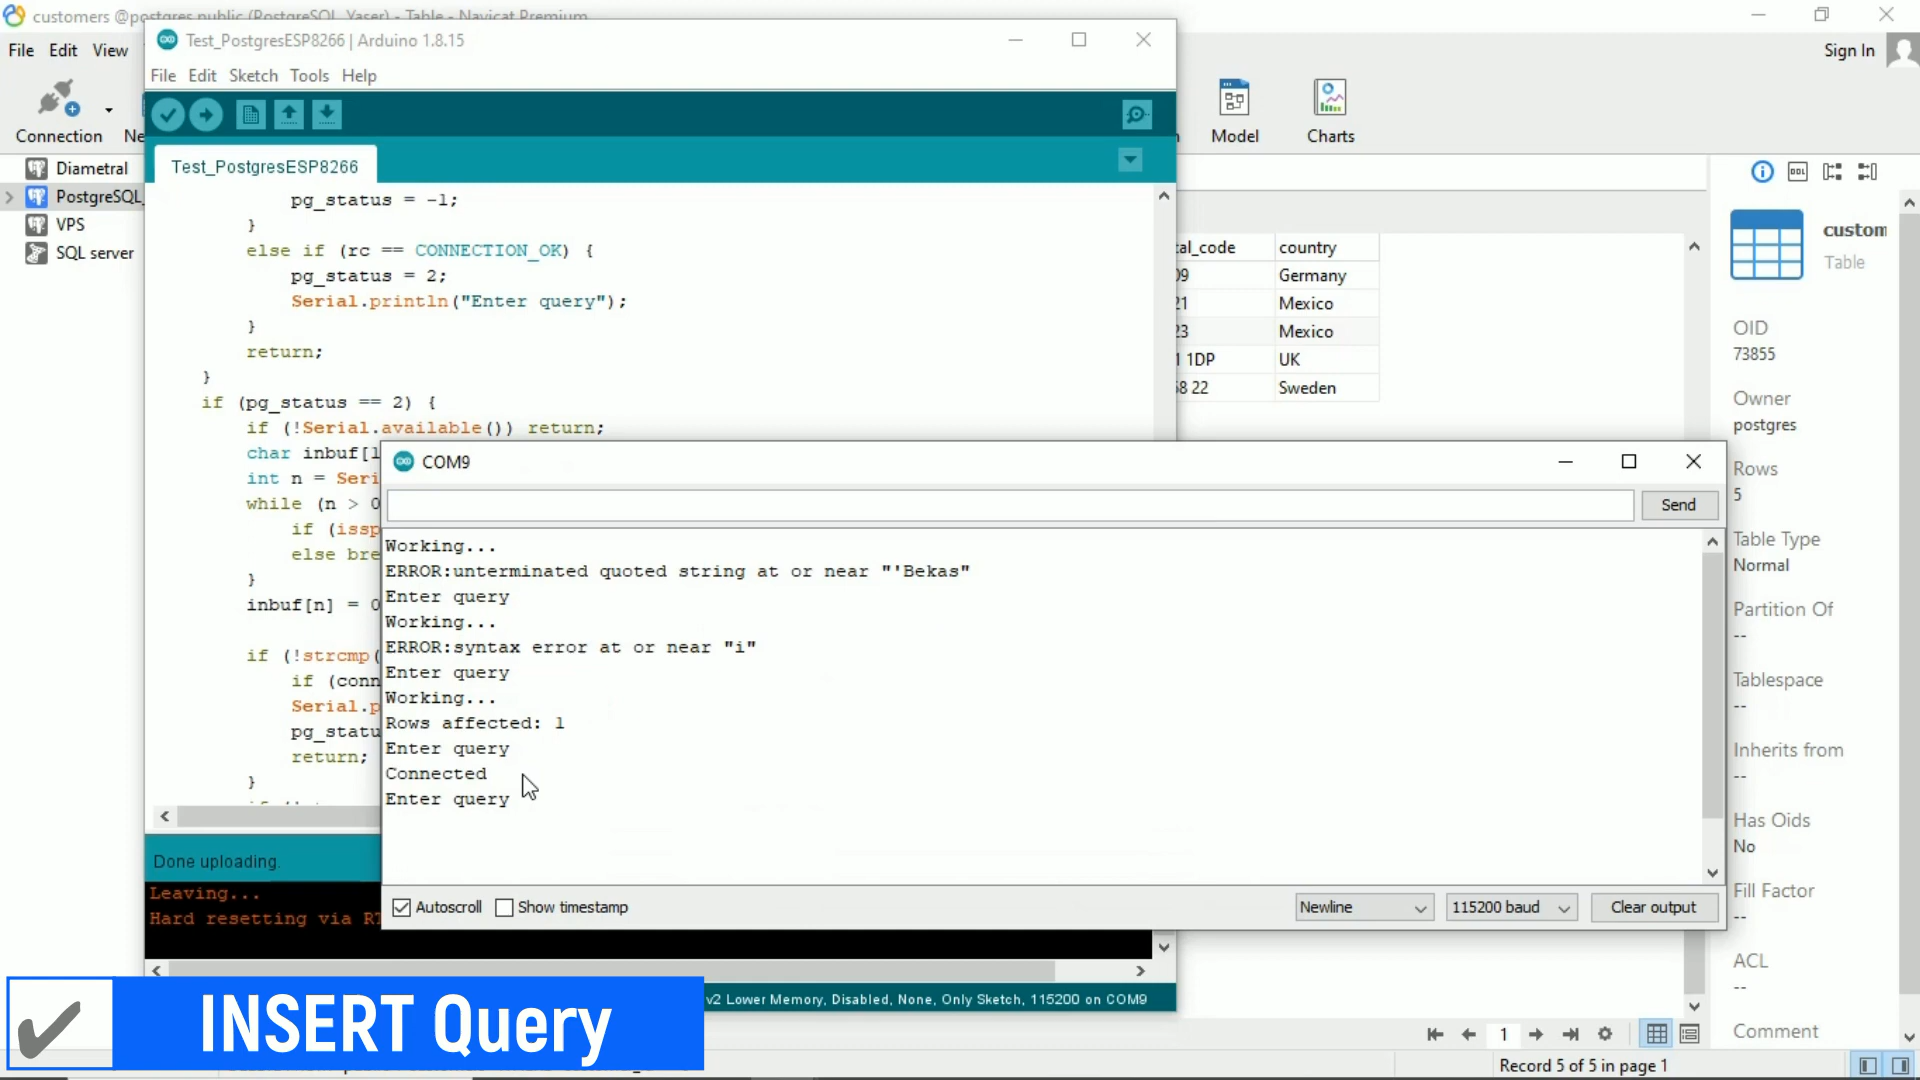 customers @postgres.public (PostgreSQL_Yaser) - Table - Navicat Premium
File Edit View
Sign In
Connection
Ne
Model
Charts
Diametral
PostgreSQL_
VPS
SQL server
Test_PostgresESP8266 | Arduino 1.8.15
File Edit Sketch Tools Help
Test_PostgresESP8266
pg_status = -1;
}
else if (rc == CONNECTION_OK) {
pg_status = 2;
Serial.println("Enter query");
}
return;
}
if (pg_status == 2) {
if (!Serial.available()) return;
char inbuf[1
int n = Seri
while (n > 0
if (issp
else bre
}
inbuf[n] = 0
if (!strcmp(
if (conn
Serial.p
pg_statu
return;
}
Done uploading.
Leaving...
Hard resetting via RT
v2 Lower Memory, Disabled, None, Only Sketch, 115200 on COM9
tal_code country
09 Germany
21 Mexico
23 Mexico
1 1DP UK
58 22 Sweden
COM9
Send
Working...
ERROR:unterminated quoted string at or near "'Bekas"
Enter query
Working...
ERROR:syntax error at or near "i"
Enter query
Working...
Rows affected: 1
Enter query
Connected
Enter query
Autoscroll Show timestamp
Newline
115200 baud
Clear output
custom
Table
OID
73855
Owner
postgres
Rows
5
Table Type
Normal
Partition Of
--
Tablespace
--
Inherits from
--
Has Oids
No
Fill Factor
--
ACL
--
Comment
1
Record 5 of 5 in page 1
INSERT Query